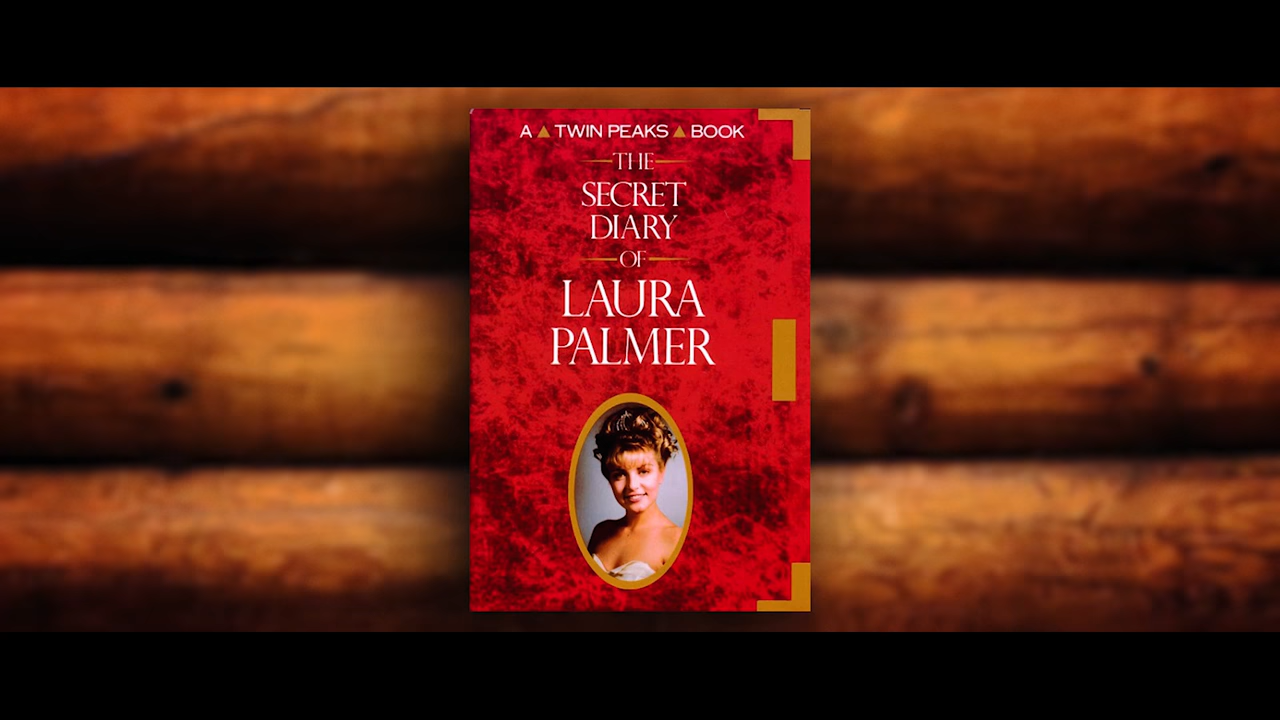 A TWIN PEAKS BOOK
THE
SECRET
DIARY
OF
LAURA
PALMER